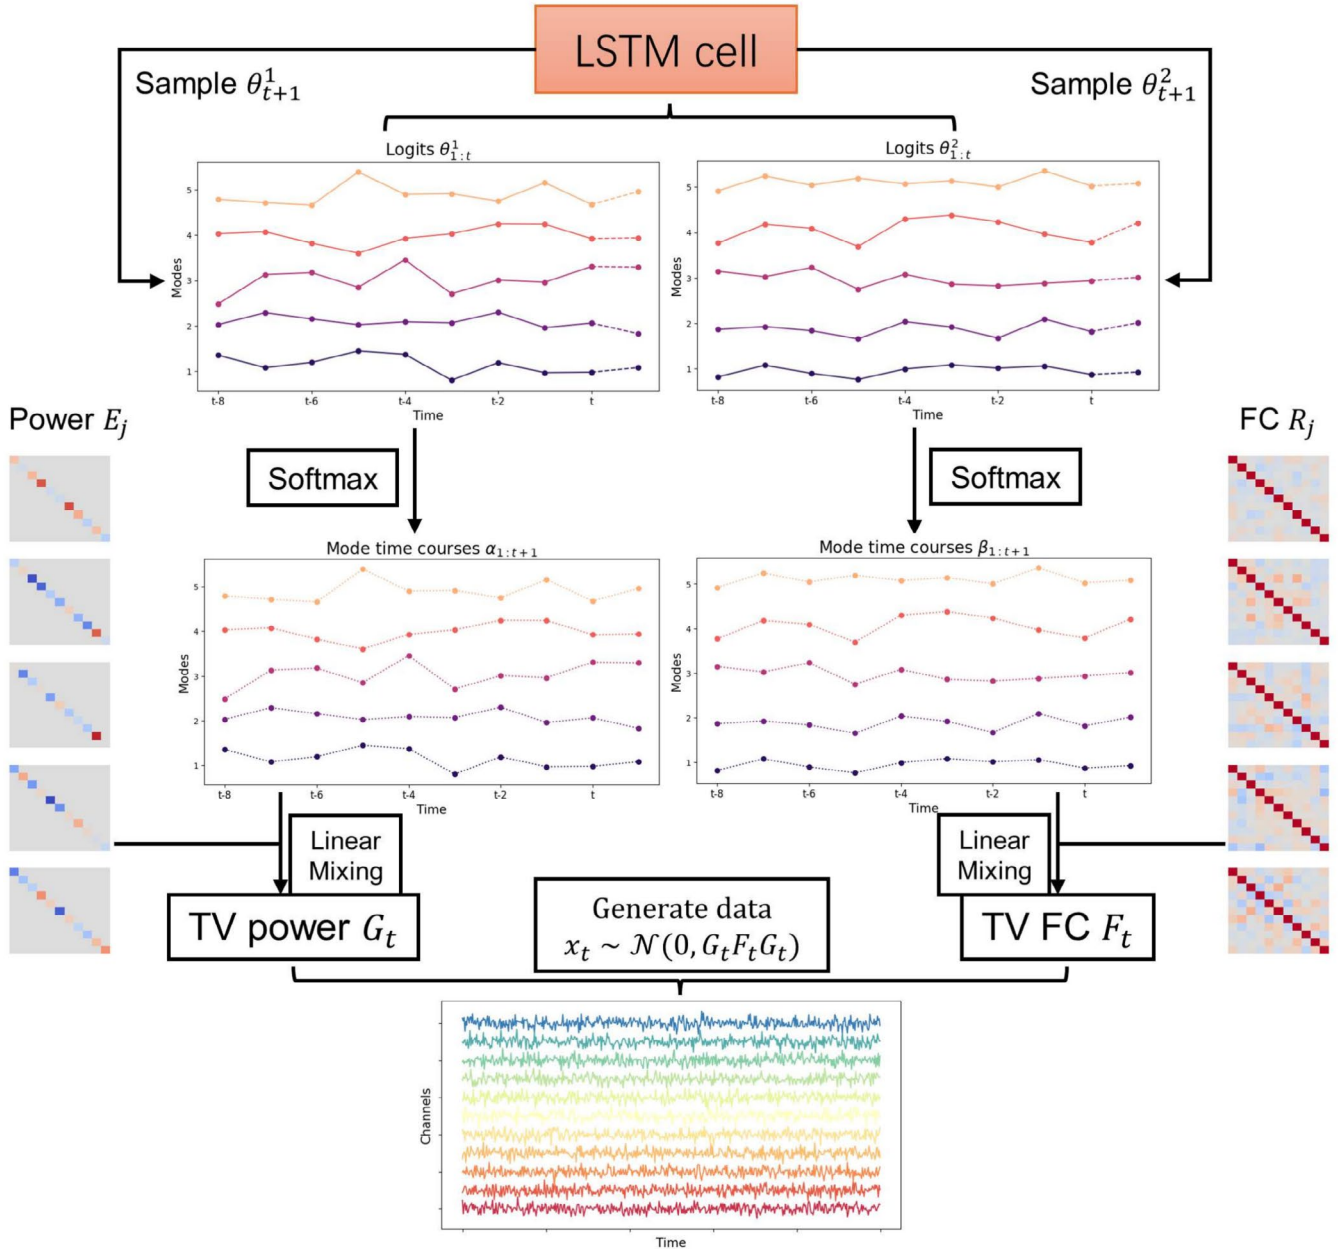 LSTM cell
Sample θ¹ₜ₊₁
Sample θ²ₜ₊₁
Logits θ¹₁:ₜ
Logits θ²₁:ₜ
Modes
5
4
3
2
1
t-8 t-6 t-4 t-2 t
Time
Modes
5
4
3
2
1
t-8 t-6 t-4 t-2 t
Time
Power Eⱼ
FC Rⱼ
Softmax
Softmax
Mode time courses α₁:ₜ₊₁
Mode time courses β₁:ₜ₊₁
Modes
5
4
3
2
1
t-8 t-6 t-4 t-2 t
Time
Modes
5
4
3
2
1
t-8 t-6 t-4 t-2 t
Time
Linear
Mixing
Linear
Mixing
TV power Gₜ
Generate data
xₜ ~ 𝒩(0, GₜFₜGₜ)
TV FC Fₜ
Channels
Time